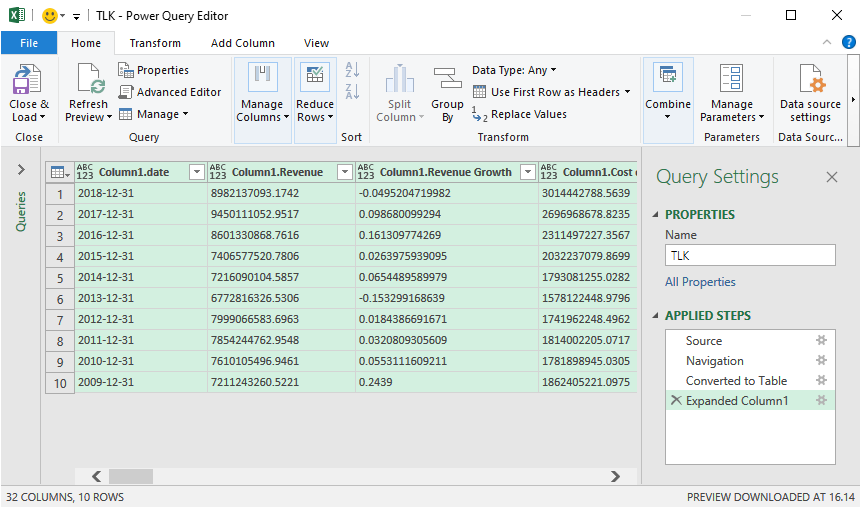 TLK - Power Query Editor
File Home Transform Add Column View
Close & Load
Refresh Preview
Properties
Advanced Editor
Manage
Manage Columns
Reduce Rows
Split Column
Group By
Data Type: Any
Use First Row as Headers
Replace Values
Combine
Manage Parameters
Data source settings
Close Query Sort Transform Parameters Data Sourc...
Queries
ABC 123 Column1.date ABC 123 Column1.Revenue ABC 123 Column1.Revenue Growth ABC 123 Column1.Cost
1 2018-12-31 8982137093.1742 -0.0495204719982 3014442788.5639
2 2017-12-31 9450111052.9517 0.098680099294 2696968678.8235
3 2016-12-31 8601330868.7616 0.161309774269 2311497227.3567
4 2015-12-31 7406577520.7806 0.0263975939095 2032237079.8699
5 2014-12-31 7216090104.5857 0.0654489589979 1793081255.0282
6 2013-12-31 6772816326.5306 -0.153299168639 1578122448.9796
7 2012-12-31 7999066583.6963 0.0184386691671 1741962248.4962
8 2011-12-31 7854244762.9548 0.0320809305609 1814002205.0717
9 2010-12-31 7610105496.9461 0.0553111609211 1781898945.0305
10 2009-12-31 7211243260.5221 0.2439 1862405221.0975
Query Settings
PROPERTIES
Name
TLK
All Properties
APPLIED STEPS
Source
Navigation
Converted to Table
Expanded Column1
32 COLUMNS, 10 ROWS
PREVIEW DOWNLOADED AT 16.14